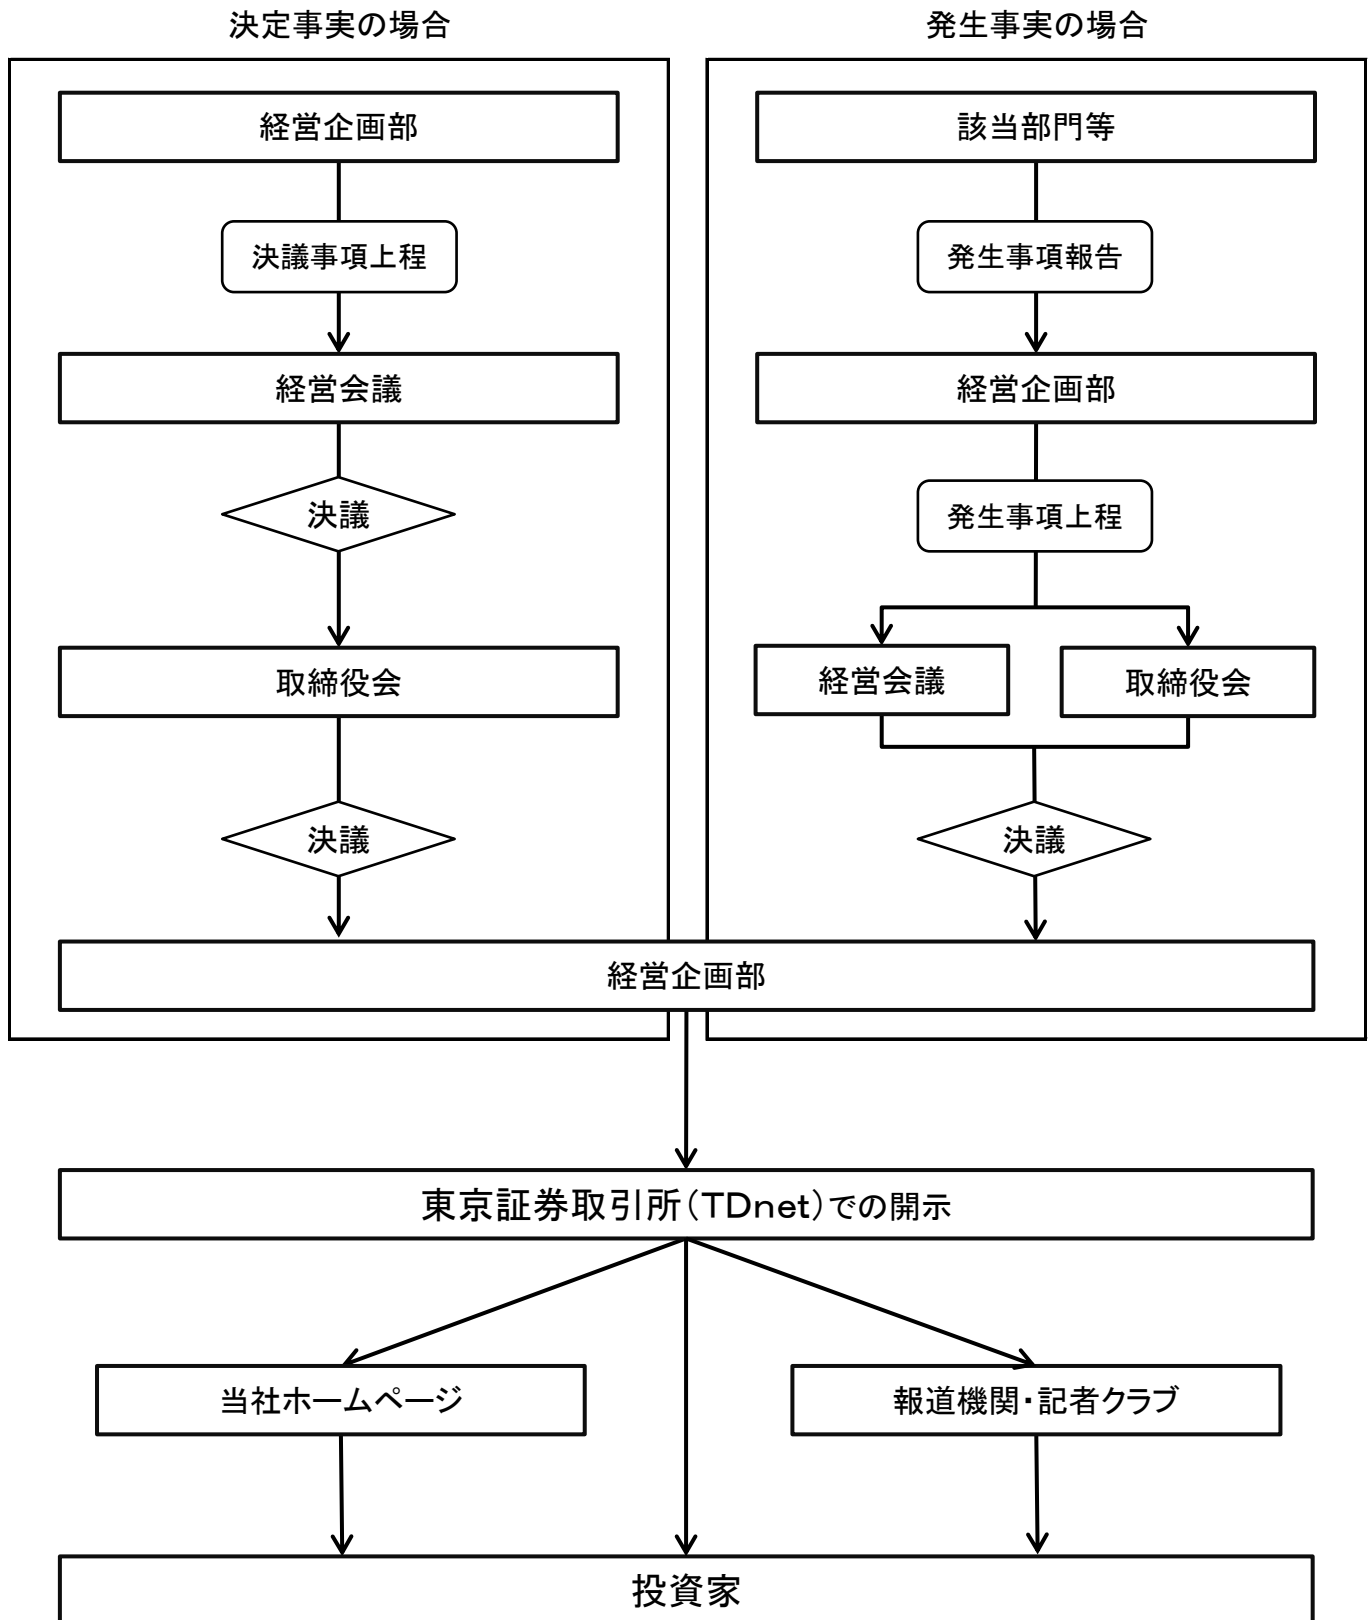 決定事実の場合
経営企画部
決議事項上程
経営会議
決議
取締役会
決議
発生事実の場合
該当部門等
発生事項報告
経営企画部
発生事項上程
経営会議
取締役会
決議
経営企画部
東京証券取引所(TDnet)での開示
当社ホームページ
報道機関・記者クラブ
投資家